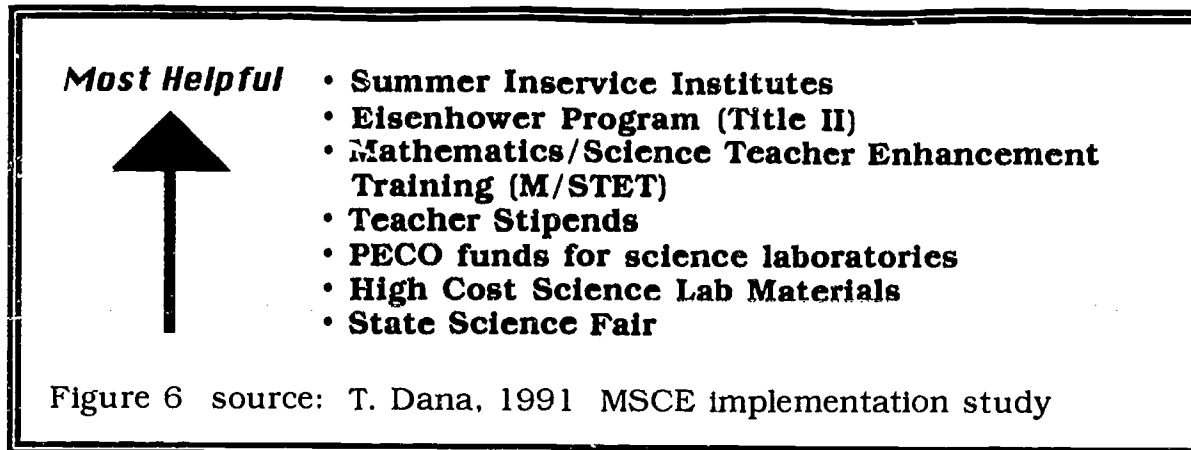 Most Helpful
• Summer Inservice Institutes
• Eisenhower Program (Title II)
• Mathematics/Science Teacher Enhancement
Training (M/STET)
• Teacher Stipends
• PECO funds for science laboratories
• High Cost Science Lab Materials
• State Science Fair
Figure 6 source: T. Dana, 1991 MSCE implementation study